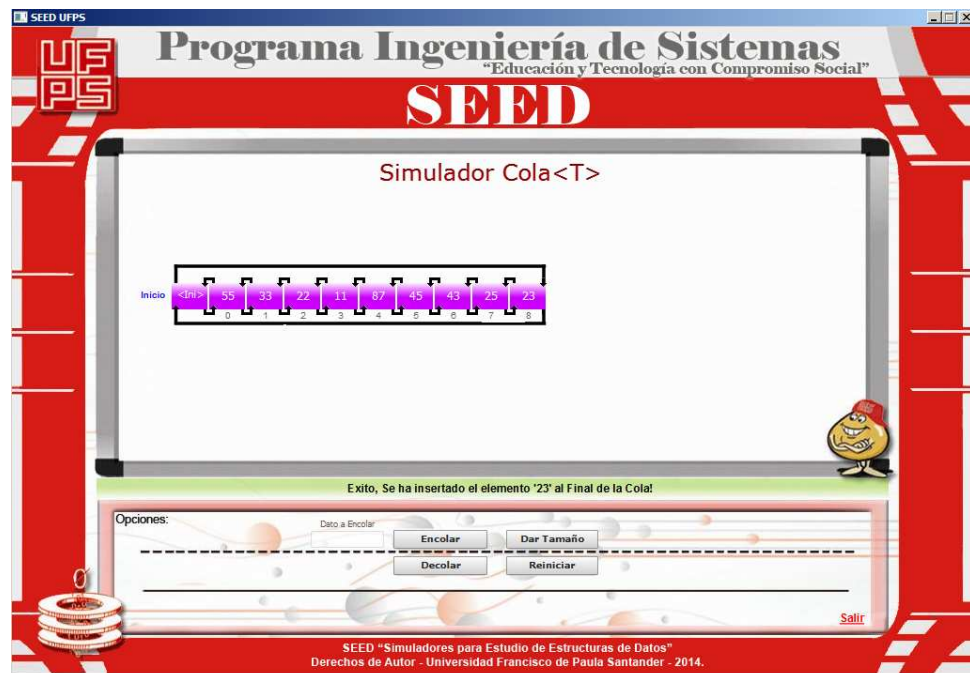 SEED UFPS
UF
PS
Programa Ingeniería de Sistemas
“Educación y Tecnología con Compromiso Social”
SEED
Simulador Cola<T>
Inicio <Ini> 55 33 22 11 87 45 43 25 23
0 1 2 3 4 5 6 7 8
Exito, Se ha insertado el elemento '23' al Final de la Cola!
Opciones:
Dato a Encolar
Encolar Dar Tamaño
Decolar Reiniciar
Salir
SEED “Simuladores para Estudio de Estructuras de Datos”
Derechos de Autor - Universidad Francisco de Paula Santander - 2014.